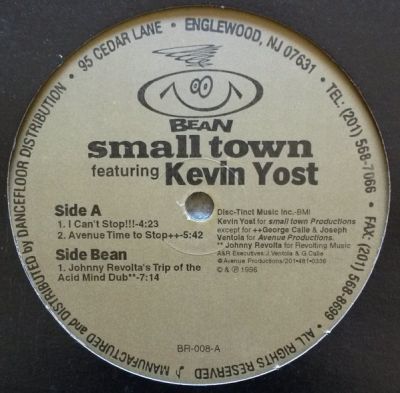 • 95 CEDAR LANE • ENGLEWOOD, NJ 07631 • TEL: (201) 568-7066 • FAX: (201) 568-8699
BEAN
small town
featuring Kevin Yost
Side A
1. I Can't Stop!!!-4:23
2. Avenue Time to Stop++-5:42
Side Bean
1. Johnny Revolta's Trip of the
Acid Mind Dub**-7:14
Disc-Tinct Music Inc.-BMI
Kevin Yost for small town Productions
except for ++George Calle & Joseph
Ventola for Avenue Productions.
** Johnny Revolta for Revolting Music
A&R Executives:J.Ventola & G.Calle
@Avenue Productions/201•481•0336
© & ℗ 1996
BR-008-A
• ALL RIGHTS RESERVED • ♪ MANUFACTURED and DISTRIBUTED by DANCEFLOOR DISTRIBUTION